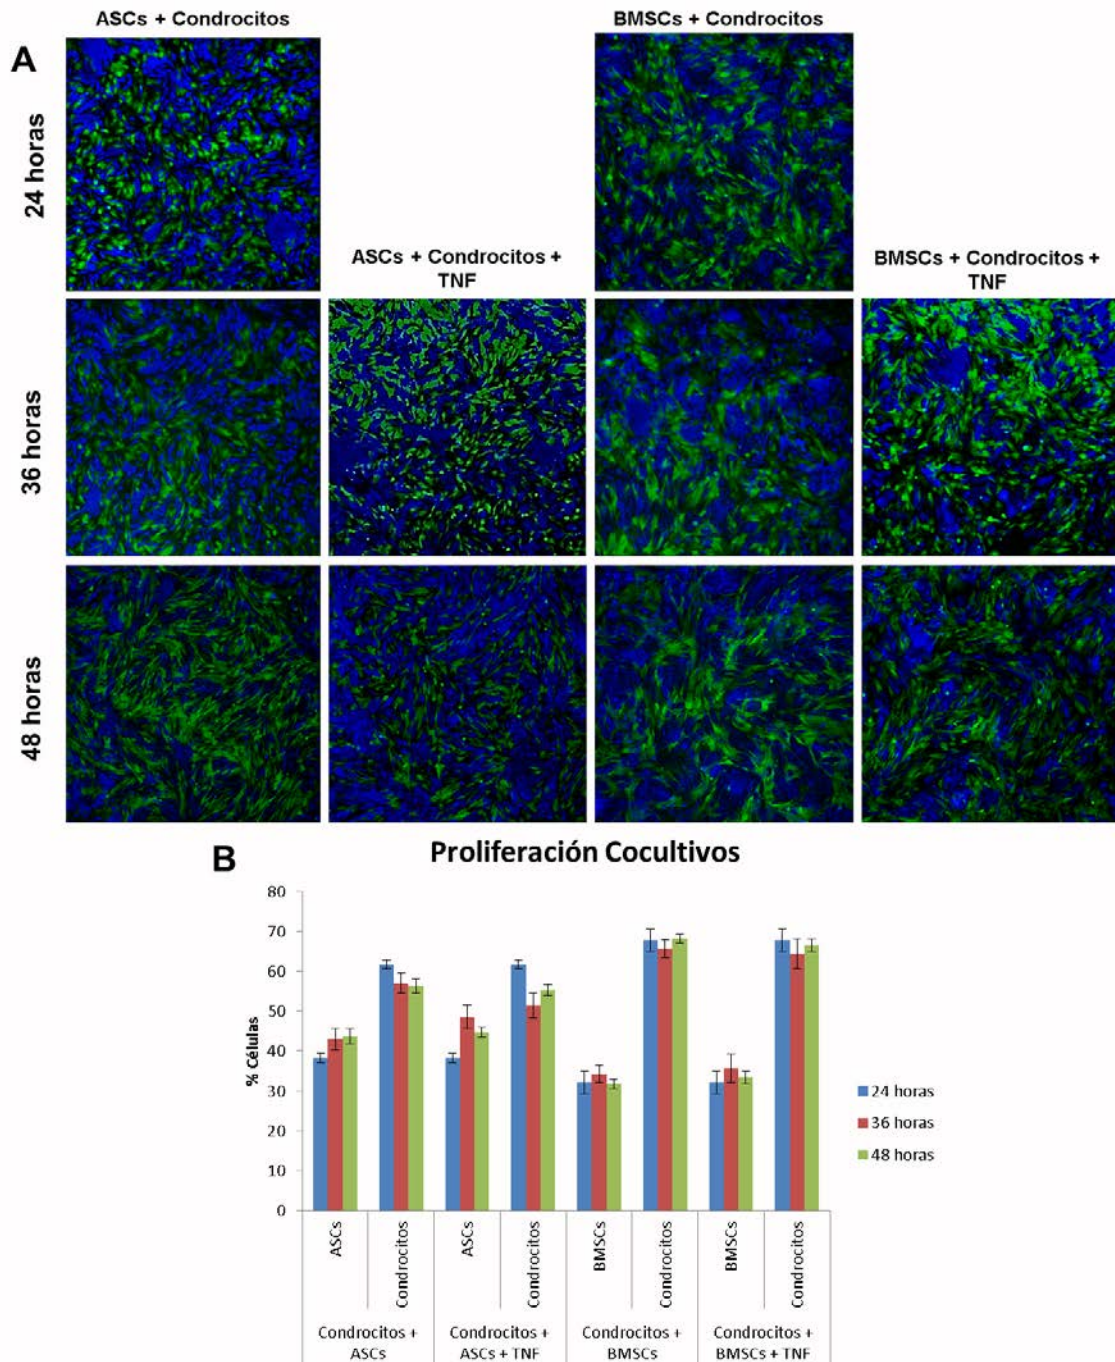 ASCs + Condrocitos
BMSCs + Condrocitos
A
24 horas
ASCs + Condrocitos +
TNF
BMSCs + Condrocitos +
TNF
36 horas
48 horas
B
Proliferación Cocultivos
80
70
60
50
40
30
20
10
0
% Células
24 horas
36 horas
48 horas
ASCs
Condrocitos
ASCs
Condrocitos
BMSCs
Condrocitos
BMSCs
Condrocitos
Condrocitos +
ASCs
Condrocitos +
ASCs + TNF
Condrocitos +
BMSCs
Condrocitos +
BMSCs + TNF